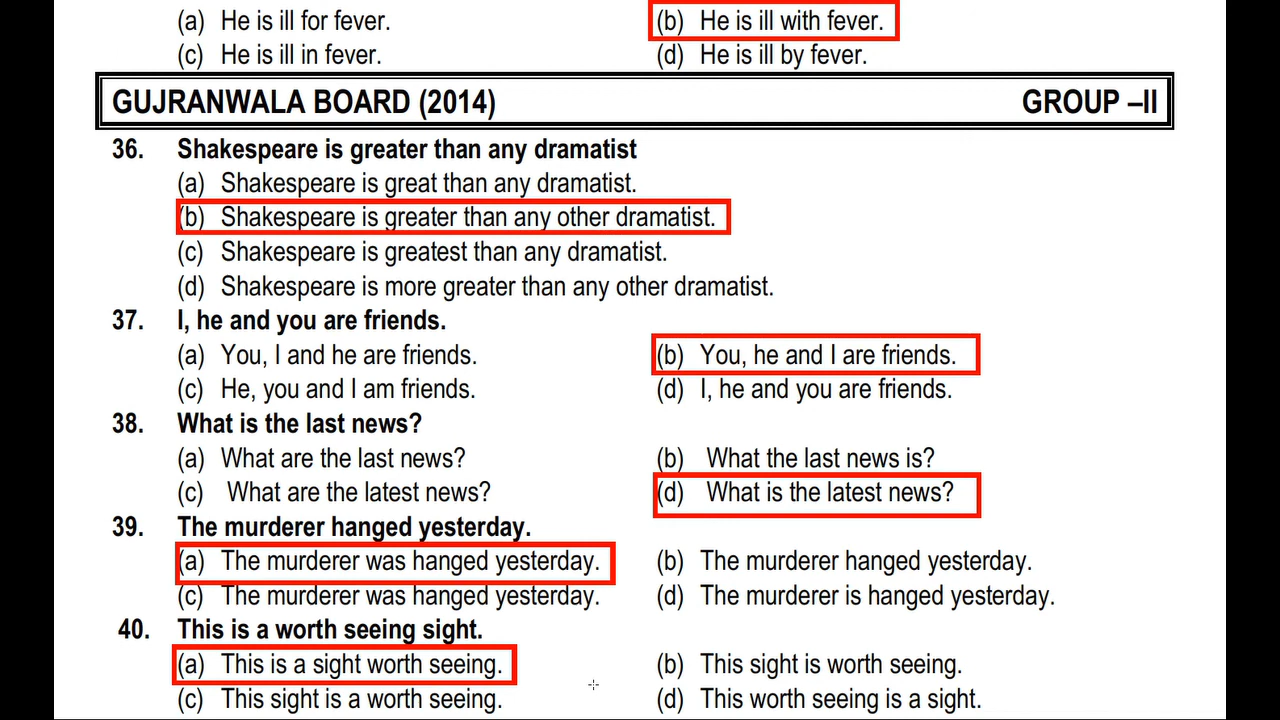 (a) He is ill for fever. (b) He is ill with fever.
(c) He is ill in fever. (d) He is ill by fever.
GUJRANWALA BOARD (2014) GROUP –II
36. Shakespeare is greater than any dramatist
(a) Shakespeare is great than any dramatist.
(b) Shakespeare is greater than any other dramatist.
(c) Shakespeare is greatest than any dramatist.
(d) Shakespeare is more greater than any other dramatist.
37. I, he and you are friends.
(a) You, I and he are friends. (b) You, he and I are friends.
(c) He, you and I am friends. (d) I, he and you are friends.
38. What is the last news?
(a) What are the last news? (b) What the last news is?
(c) What are the latest news? (d) What is the latest news?
39. The murderer hanged yesterday.
(a) The murderer was hanged yesterday. (b) The murderer hanged yesterday.
(c) The murderer was hanged yesterday. (d) The murderer is hanged yesterday.
40. This is a worth seeing sight.
(a) This is a sight worth seeing. (b) This sight is worth seeing.
(c) This sight is a worth seeing. (d) This worth seeing is a sight.